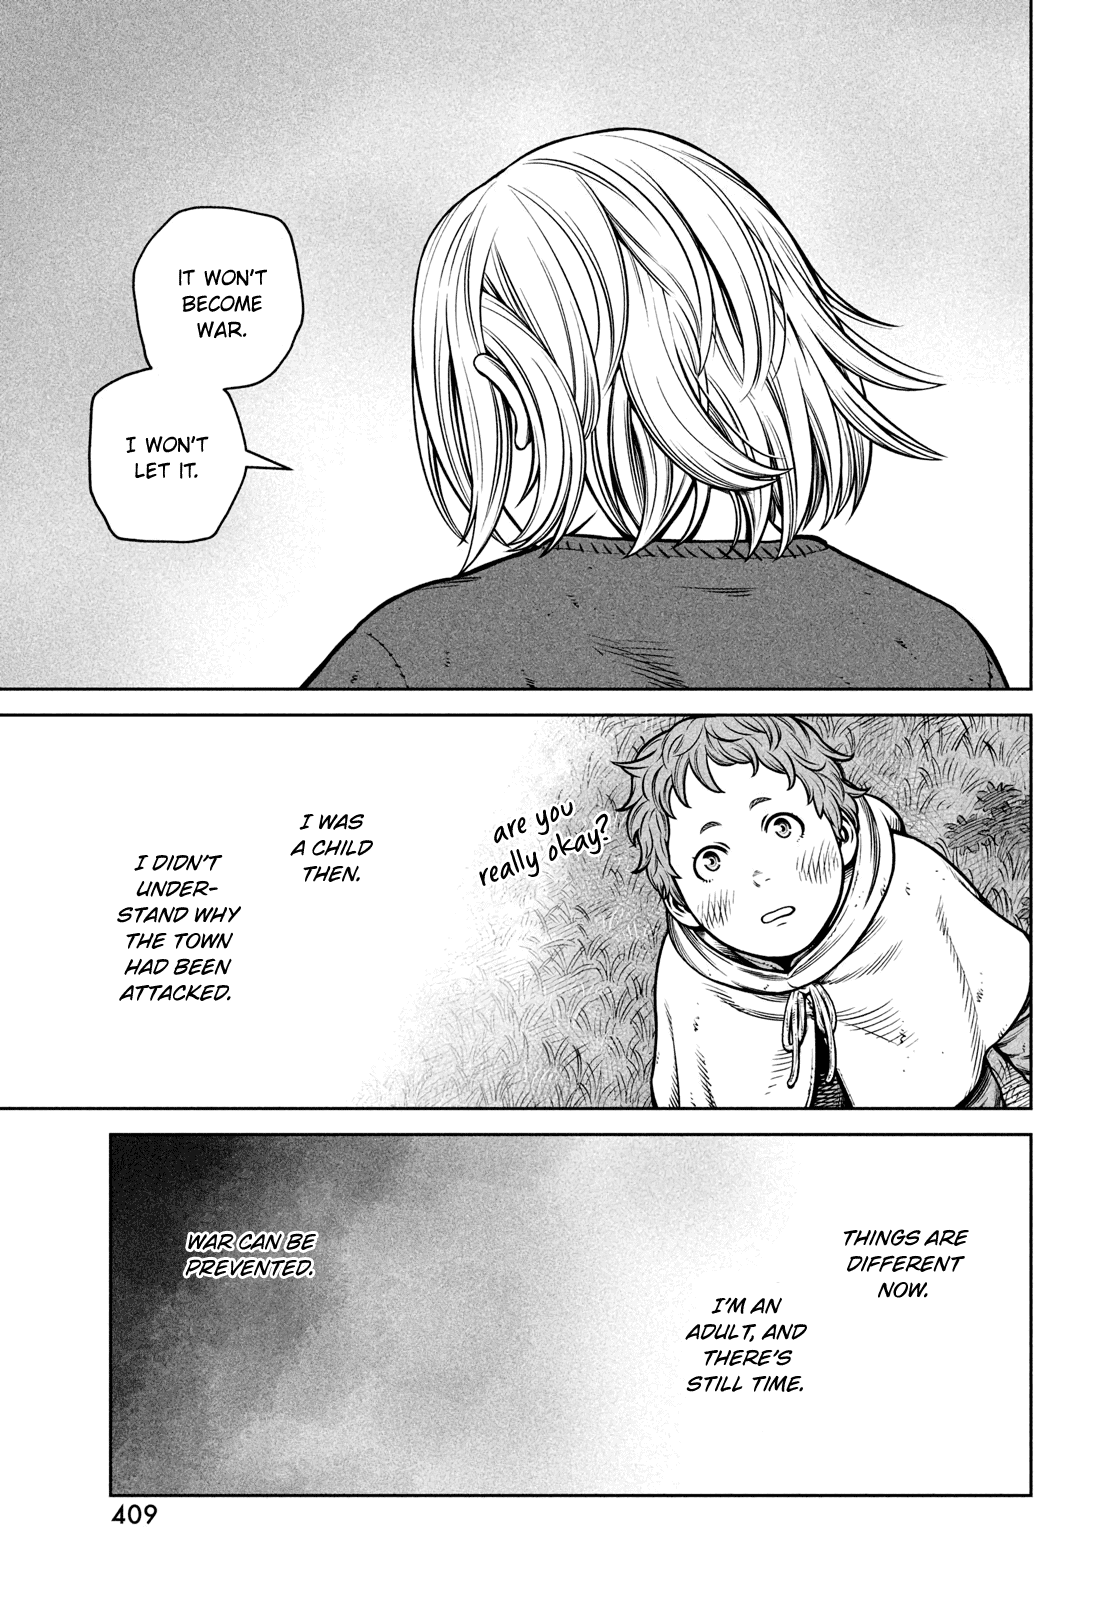 IT WON'T
BECOME
WAR.
I WON'T
LET IT.
are you
really okay?
I WAS
A CHILD
THEN.
I DIDN'T
UNDER-
STAND WHY
THE TOWN
HAD BEEN
ATTACKED.
THINGS ARE
DIFFERENT
NOW.
I'M AN
ADULT, AND
THERE'S
STILL TIME.
WAR CAN BE
PREVENTED.
409